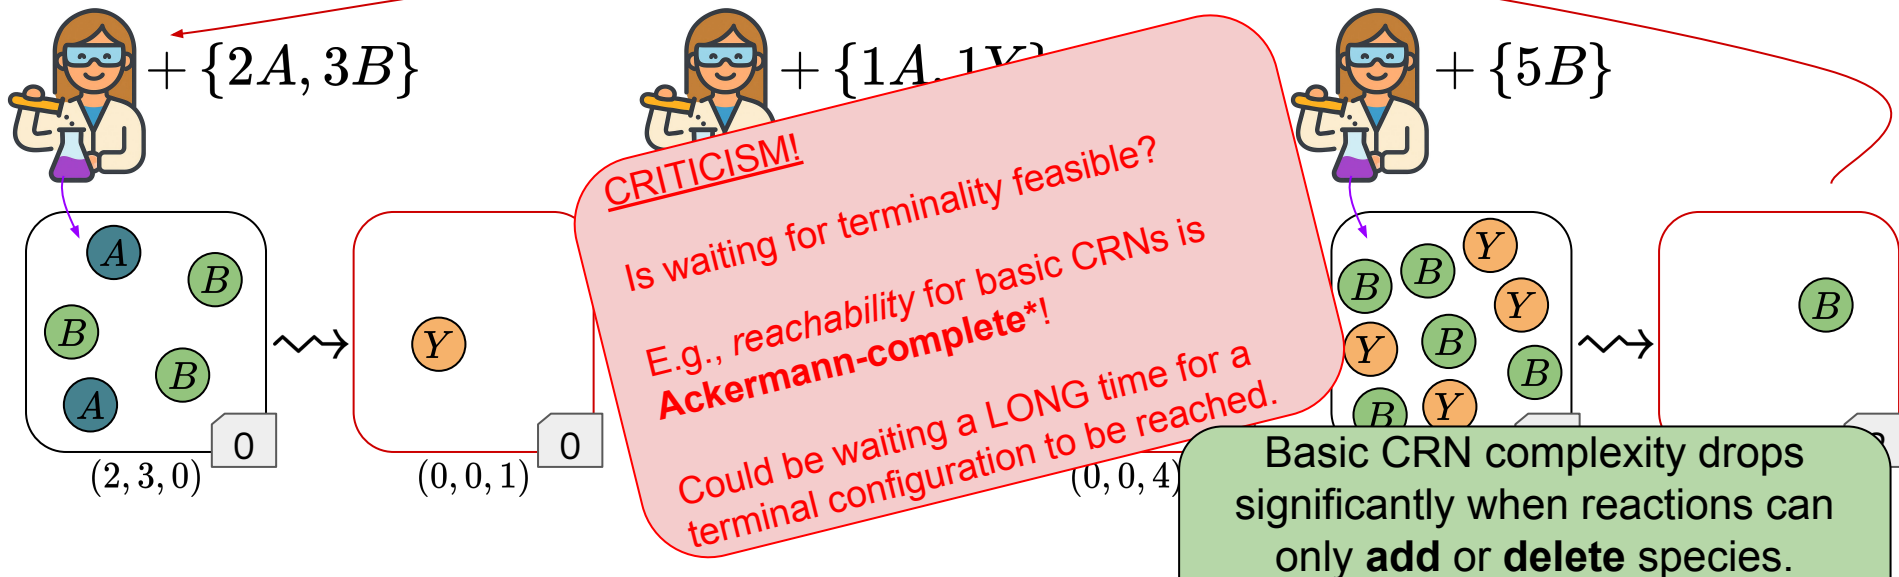 + {2A, 3B}
+ {1A, 1Y}
+ {5B}
CRITICISM!
Is waiting for terminality feasible?
E.g., reachability for basic CRNs is
Ackermann-complete*!
Could be waiting a LONG time for a
terminal configuration to be reached.
A
B
B
B
A
0
(2, 3, 0)
Y
0
(0, 0, 1)
(0, 0, 4)
Y
B
B
Y
Y
B
B
B
Y
B
Basic CRN complexity drops
significantly when reactions can
only add or delete species.